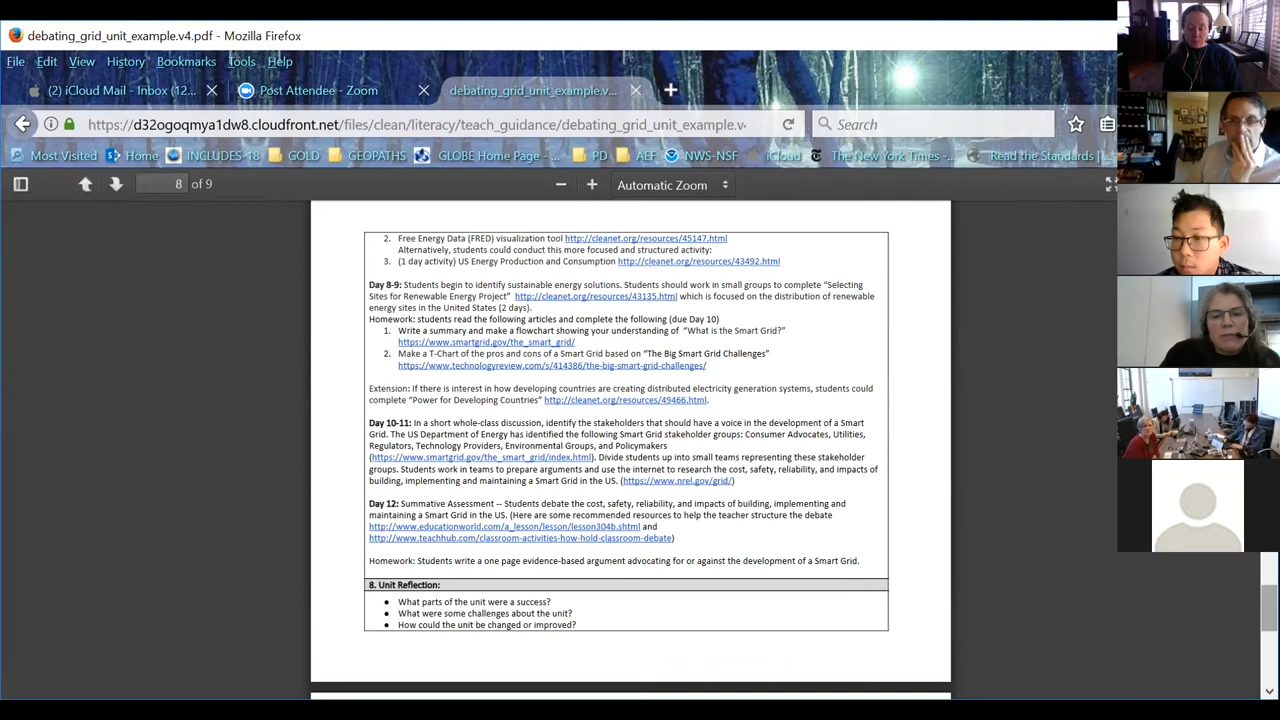 debating_grid_unit_example.v4.pdf - Mozilla Firefox
File Edit View History Bookmarks Tools Help
(2) iCloud Mail - Inbox (12...
Post Attendee - Zoom
debating_grid_unit_example.v...
https://d32ogoqmya1dw8.cloudfront.net/files/clean/literacy/teach_guidance/debating_grid_unit_example.v
Search
Most Visited Home INCLUDES-18 GOLD GEOPATHS GLOBE Home Page -... PD AEF NWS-NSF iCloud The New York Times -... Read the Standards |
8 of 9
Automatic Zoom
2. Free Energy Data (FRED) visualization tool http://cleanet.org/resources/45147.html
Alternatively, students could conduct this more focused and structured activity:
3. (1 day activity) US Energy Production and Consumption http://cleanet.org/resources/43492.html
Day 8-9: Students begin to identify sustainable energy solutions. Students should work in small groups to complete “Selecting
Sites for Renewable Energy Project” http://cleanet.org/resources/43135.html which is focused on the distribution of renewable
energy sites in the United States (2 days).
Homework: students read the following articles and complete the following (due Day 10)
1. Write a summary and make a flowchart showing your understanding of “What is the Smart Grid?”
https://www.smartgrid.gov/the_smart_grid/
2. Make a T-Chart of the pros and cons of a Smart Grid based on “The Big Smart Grid Challenges”
https://www.technologyreview.com/s/414386/the-big-smart-grid-challenges/
Extension: If there is interest in how developing countries are creating distributed electricity generation systems, students could
complete “Power for Developing Countries” http://cleanet.org/resources/49466.html.
Day 10-11: In a short whole-class discussion, identify the stakeholders that should have a voice in the development of a Smart
Grid. The US Department of Energy has identified the following Smart Grid stakeholder groups: Consumer Advocates, Utilities,
Regulators, Technology Providers, Environmental Groups, and Policymakers
(https://www.smartgrid.gov/the_smart_grid/index.html). Divide students up into small teams representing these stakeholder
groups. Students work in teams to prepare arguments and use the internet to research the cost, safety, reliability, and impacts of
building, implementing and maintaining a Smart Grid in the US. (https://www.nrel.gov/grid/)
Day 12: Summative Assessment -- Students debate the cost, safety, reliability, and impacts of building, implementing and
maintaining a Smart Grid in the US. (Here are some recommended resources to help the teacher structure the debate
http://www.educationworld.com/a_lesson/lesson304b.shtml and
http://www.teachhub.com/classroom-activities-how-hold-classroom-debate)
Homework: Students write a one page evidence-based argument advocating for or against the development of a Smart Grid.
8. Unit Reflection:
● What parts of the unit were a success?
● What were some challenges about the unit?
● How could the unit be changed or improved?